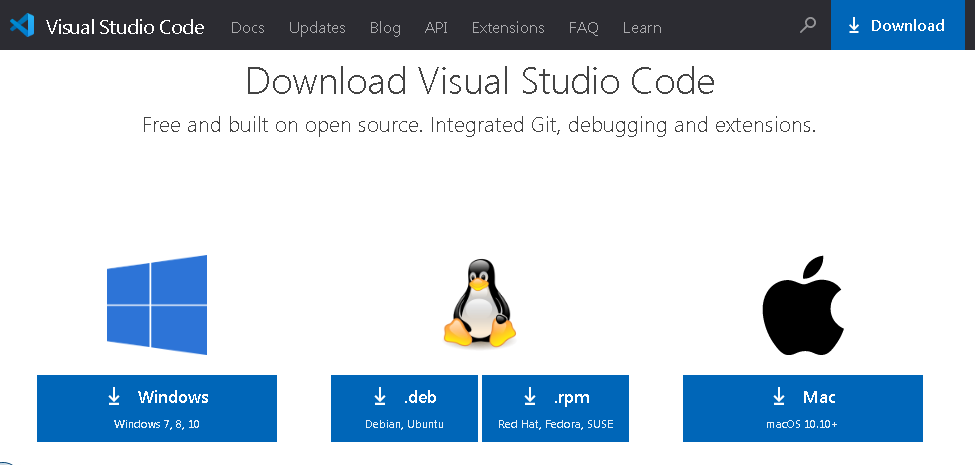 Visual Studio Code Docs Updates Blog API Extensions FAQ Learn Download
Download Visual Studio Code
Free and built on open source. Integrated Git, debugging and extensions.
Windows
Windows 7, 8, 10
.deb
Debian, Ubuntu
.rpm
Red Hat, Fedora, SUSE
Mac
macOS 10.10+